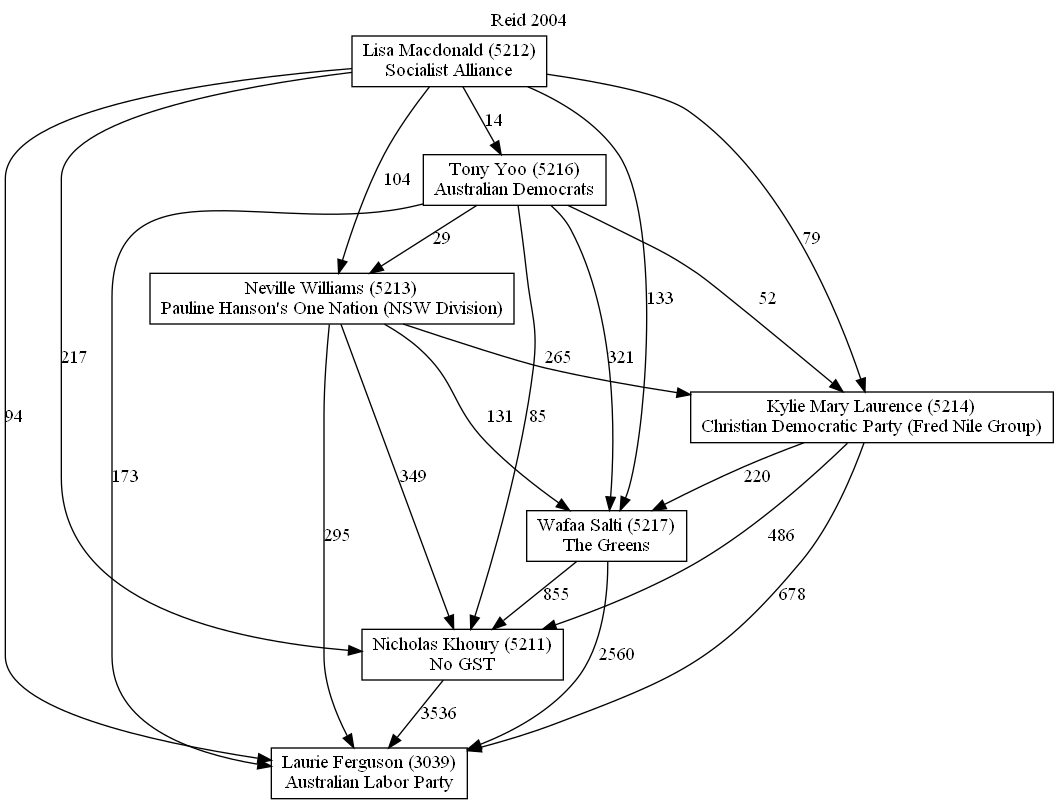 Reid 2004
Lisa Macdonald (5212)
Socialist Alliance
14
Tony Yoo (5216)
Australian Democrats
104
29
79
Neville Williams (5213)
Pauline Hanson's One Nation (NSW Division)
133
52
217
265
321
94
131
85
Kylie Mary Laurence (5214)
Christian Democratic Party (Fred Nile Group)
173
349
220
295
Wafaa Salti (5217)
The Greens
486
855
678
Nicholas Khoury (5211)
No GST
2560
3536
Laurie Ferguson (3039)
Australian Labor Party